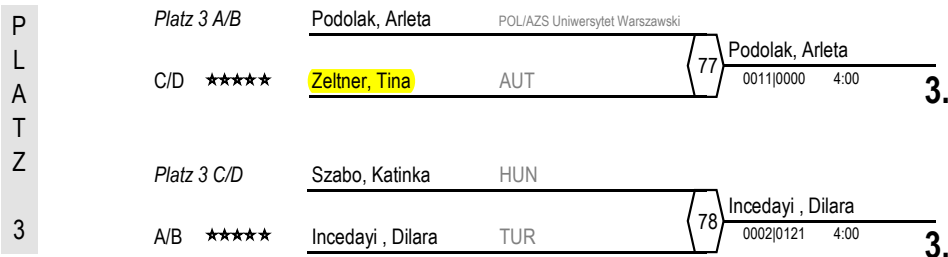 P
L
A
T
Z
3
Platz 3 A/B Podolak, Arleta POL/AZS Uniwersytet Warszawski
77 Podolak, Arleta
C/D ★★★★★ Zeltner, Tina AUT 0011|0000 4:00 3.
Platz 3 C/D Szabo, Katinka HUN
78 Incedayi , Dilara
A/B ★★★★★ Incedayi , Dilara TUR 0002|0121 4:00 3.